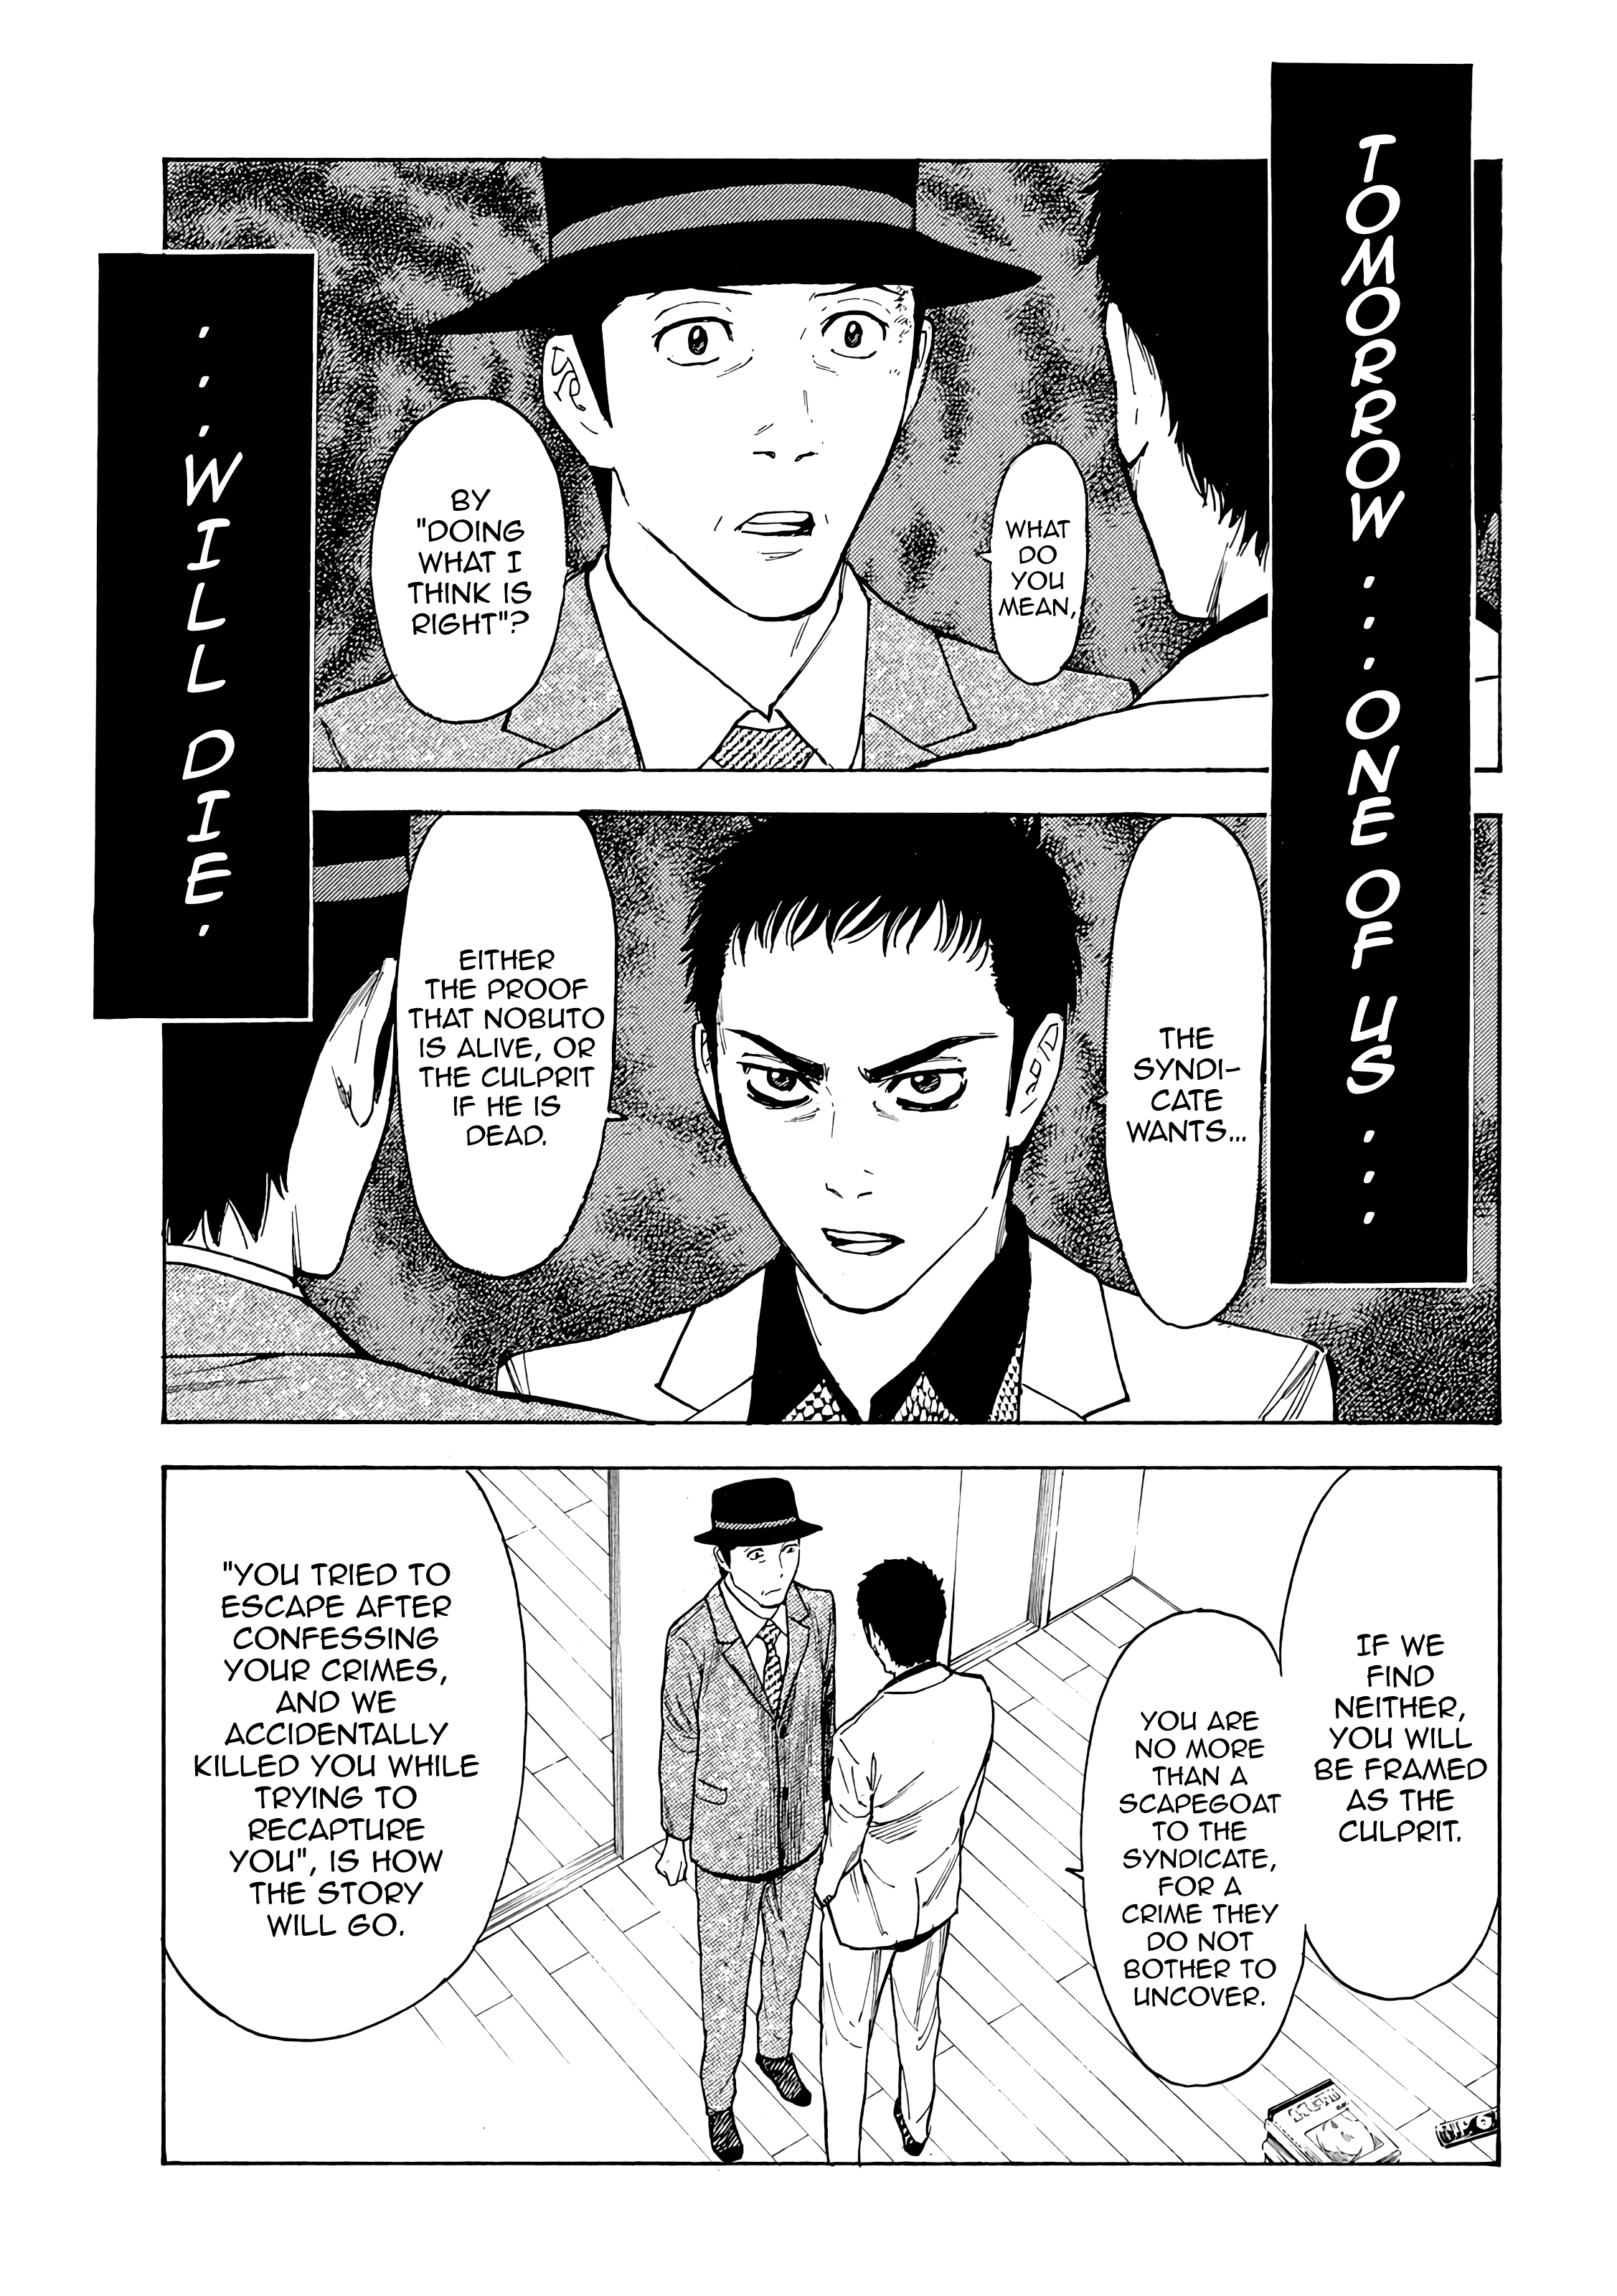 TOMORROW...ONE OF US...
WHAT
DO
YOU
MEAN,
BY
"DOING
WHAT I
THINK IS
RIGHT"?
...WILL DIE.
THE
SYNDI-
CATE
WANTS...
EITHER
THE PROOF
THAT NOBUTO
IS ALIVE, OR
THE CULPRIT
IF HE IS
DEAD.
IF WE
FIND
NEITHER,
YOU WILL
BE FRAMED
AS THE
CULPRIT.
YOU ARE
NO MORE
THAN A
SCAPEGOAT
TO THE
SYNDICATE,
FOR A
CRIME THEY
DO NOT
BOTHER TO
UNCOVER.
"YOU TRIED TO
ESCAPE AFTER
CONFESSING
YOUR CRIMES,
AND WE
ACCIDENTALLY
KILLED YOU WHILE
TRYING TO
RECAPTURE
YOU", IS HOW
THE STORY
WILL GO.